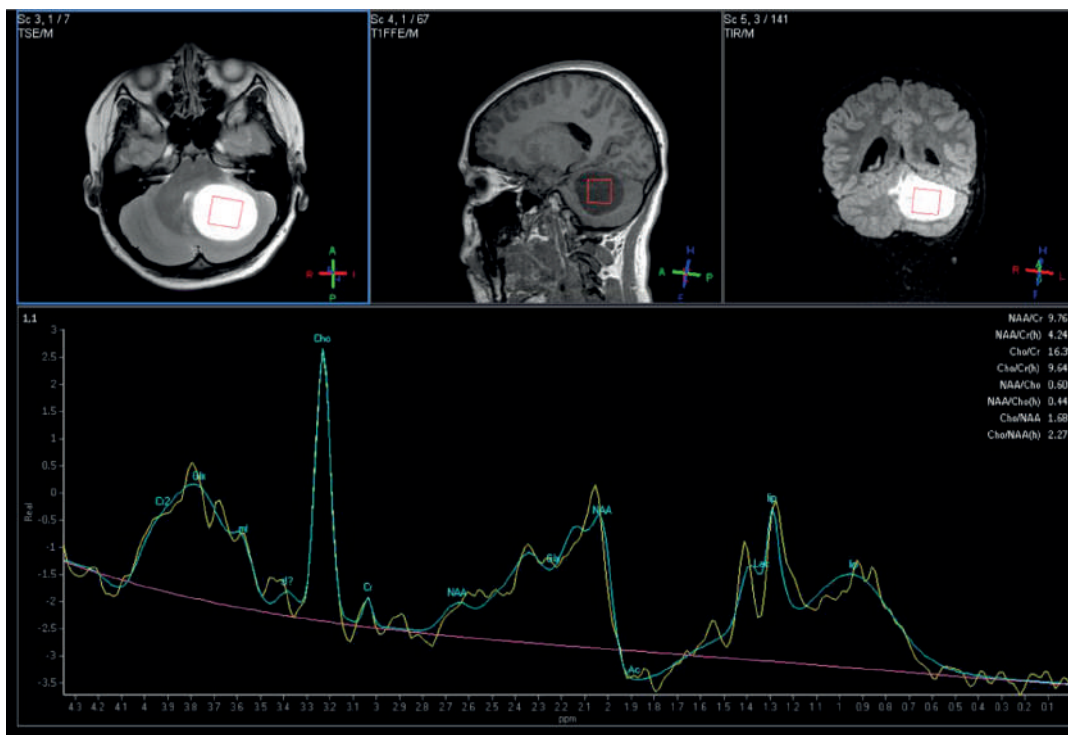 Sc 3, 1 / 7
TSE/M
Sc 4, 1 / 67
T1FFE/M
Sc 5, 3 / 141
TIR/M
A
R
L
H
P
H
A
P
F
H
A
R
L
F
1.1
NAA/Cr 9.76
NAA/Cr(h) 4.24
Cho/Cr 16.3
Cho/Cr(h) 9.64
NAA/Cho 0.60
NAA/Cho(h) 0.44
Cho/NAA 1.68
Cho/NAA(h) 2.27
3
2.5
2
1.5
1
0.5
0
-0.5
-1
-1.5
-2
-2.5
-3
-3.5
Real
Cr2
Glx
mI
Cho
Cr
NAA
Glx
NAA
Ac
Lac
lip
lip
4.3 4.2 4.1 4 3.9 3.8 3.7 3.6 3.5 3.4 3.3 3.2 3.1 3 2.9 2.8 2.7 2.6 2.5 2.4 2.3 2.2 2.1 2 1.9 1.8 1.7 1.6 1.5 1.4 1.3 1.2 1.1 1 0.9 0.8 0.7 0.6 0.5 0.4 0.3 0.2 0.1 0
ppm